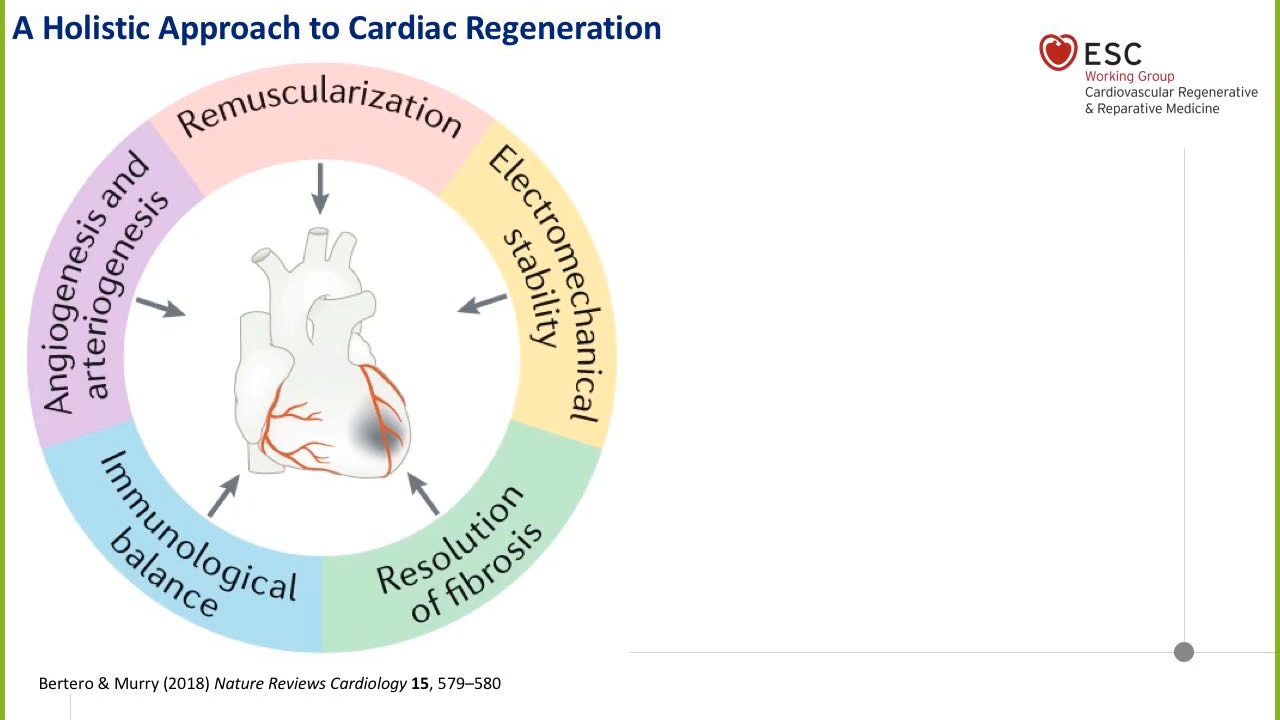 A Holistic Approach to Cardiac Regeneration
ESC
Working Group
Cardiovascular Regenerative
& Reparative Medicine
Remuscularization
Electromechanical
stability
Resolution
of fibrosis
Immunological
balance
Angiogenesis and
arteriogenesis
Bertero & Murry (2018) Nature Reviews Cardiology 15, 579–580